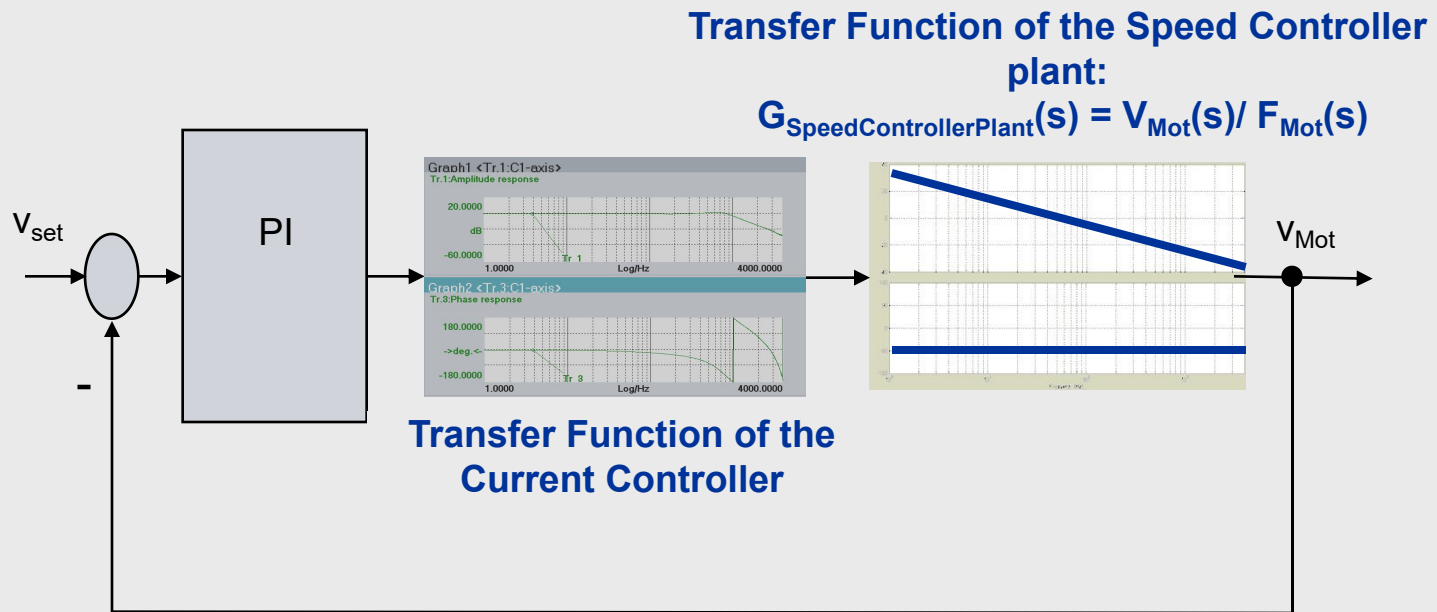 Transfer Function of the Speed Controller
plant:
GSpeedControllerPlant(s) = VMot(s)/ FMot(s)
vset
PI
-
Graph1 <Tr.1:C1-axis>
Tr.1:Amplitude response
20.0000
dB
-60.0000
Tr 1
1.0000
Log/Hz
4000.0000
Graph2 <Tr.3:C1-axis>
Tr.3:Phase response
180.0000
->deg.<-
-180.0000
Tr 3
1.0000
Log/Hz
4000.0000
vMot
Transfer Function of the
Current Controller